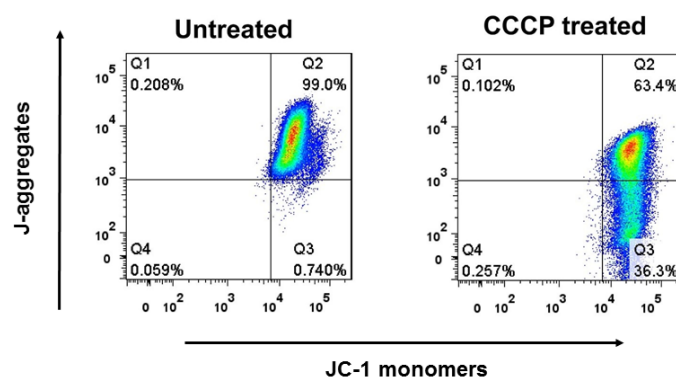 Untreated
CCCP treated
J-aggregates
Q1
0.208%
Q2
99.0%
Q4
0.059%
Q3
0.740%
10^5
10^4
10^3
10^2
0
0 10^2 10^3 10^4 10^5
Q1
0.102%
Q2
63.4%
Q4
0.257%
Q3
36.3%
10^5
10^4
10^3
10^2
0
0 10^2 10^3 10^4 10^5
JC-1 monomers